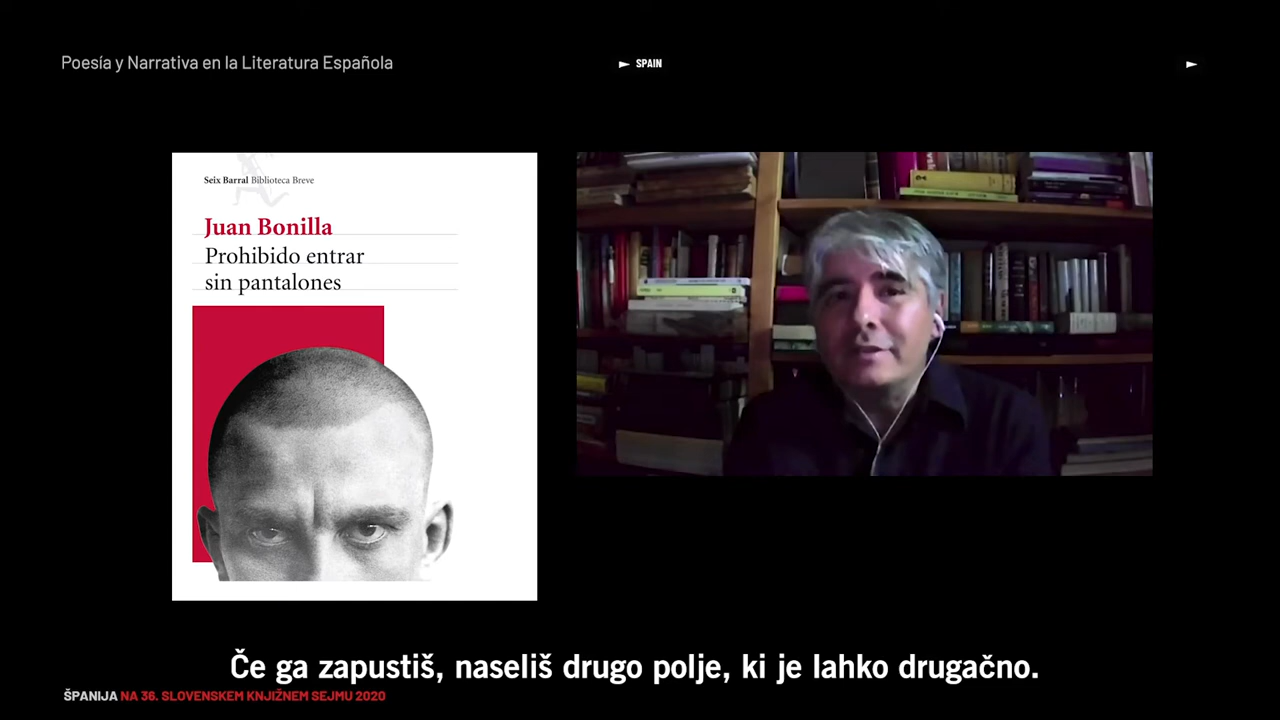 Poesía y Narrativa en la Literatura Española
SPAIN
Seix Barral Biblioteca Breve
Juan Bonilla
Prohibido entrar
sin pantalones
Če ga zapustiš, naseliš drugo polje, ki je lahko drugačno.
ŠPANIJA NA 36. SLOVENSKEM KNJIŽNEM SEJMU 2020